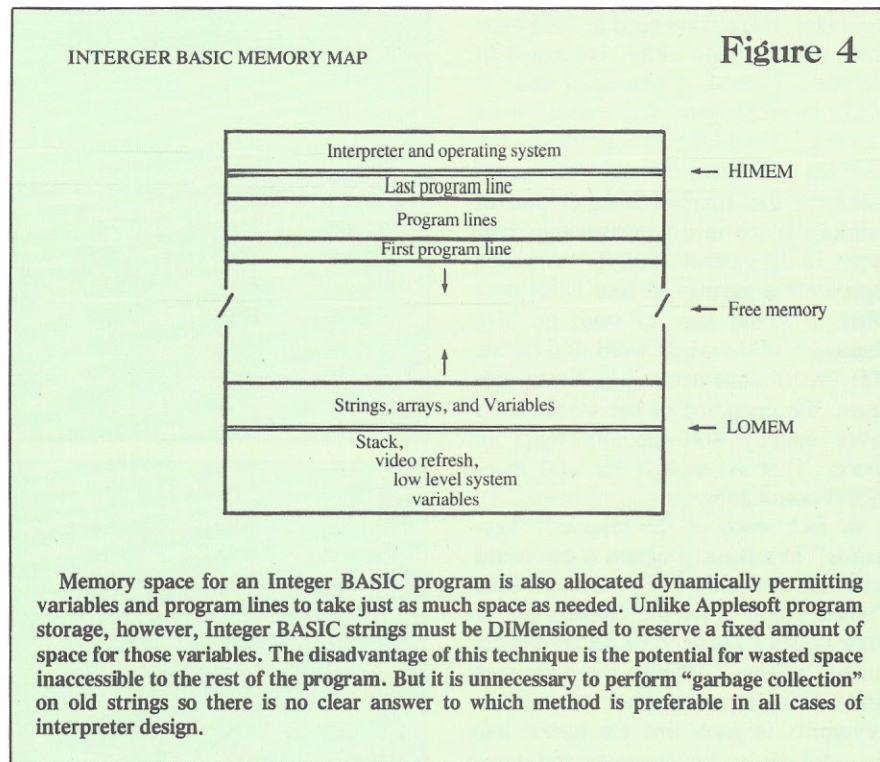 INTERGER BASIC MEMORY MAP
Figure 4
Interpreter and operating system
← HIMEM
Last program line
Program lines
First program line
← Free memory
Strings, arrays, and Variables
← LOMEM
Stack,
video refresh,
low level system
variables
Memory space for an Integer BASIC program is also allocated dynamically permitting
variables and program lines to take just as much space as needed. Unlike Applesoft program
storage, however, Integer BASIC strings must be DIMensioned to reserve a fixed amount of
space for those variables. The disadvantage of this technique is the potential for wasted space
inaccessible to the rest of the program. But it is unnecessary to perform “garbage collection”
on old strings so there is no clear answer to which method is preferable in all cases of
interpreter design.